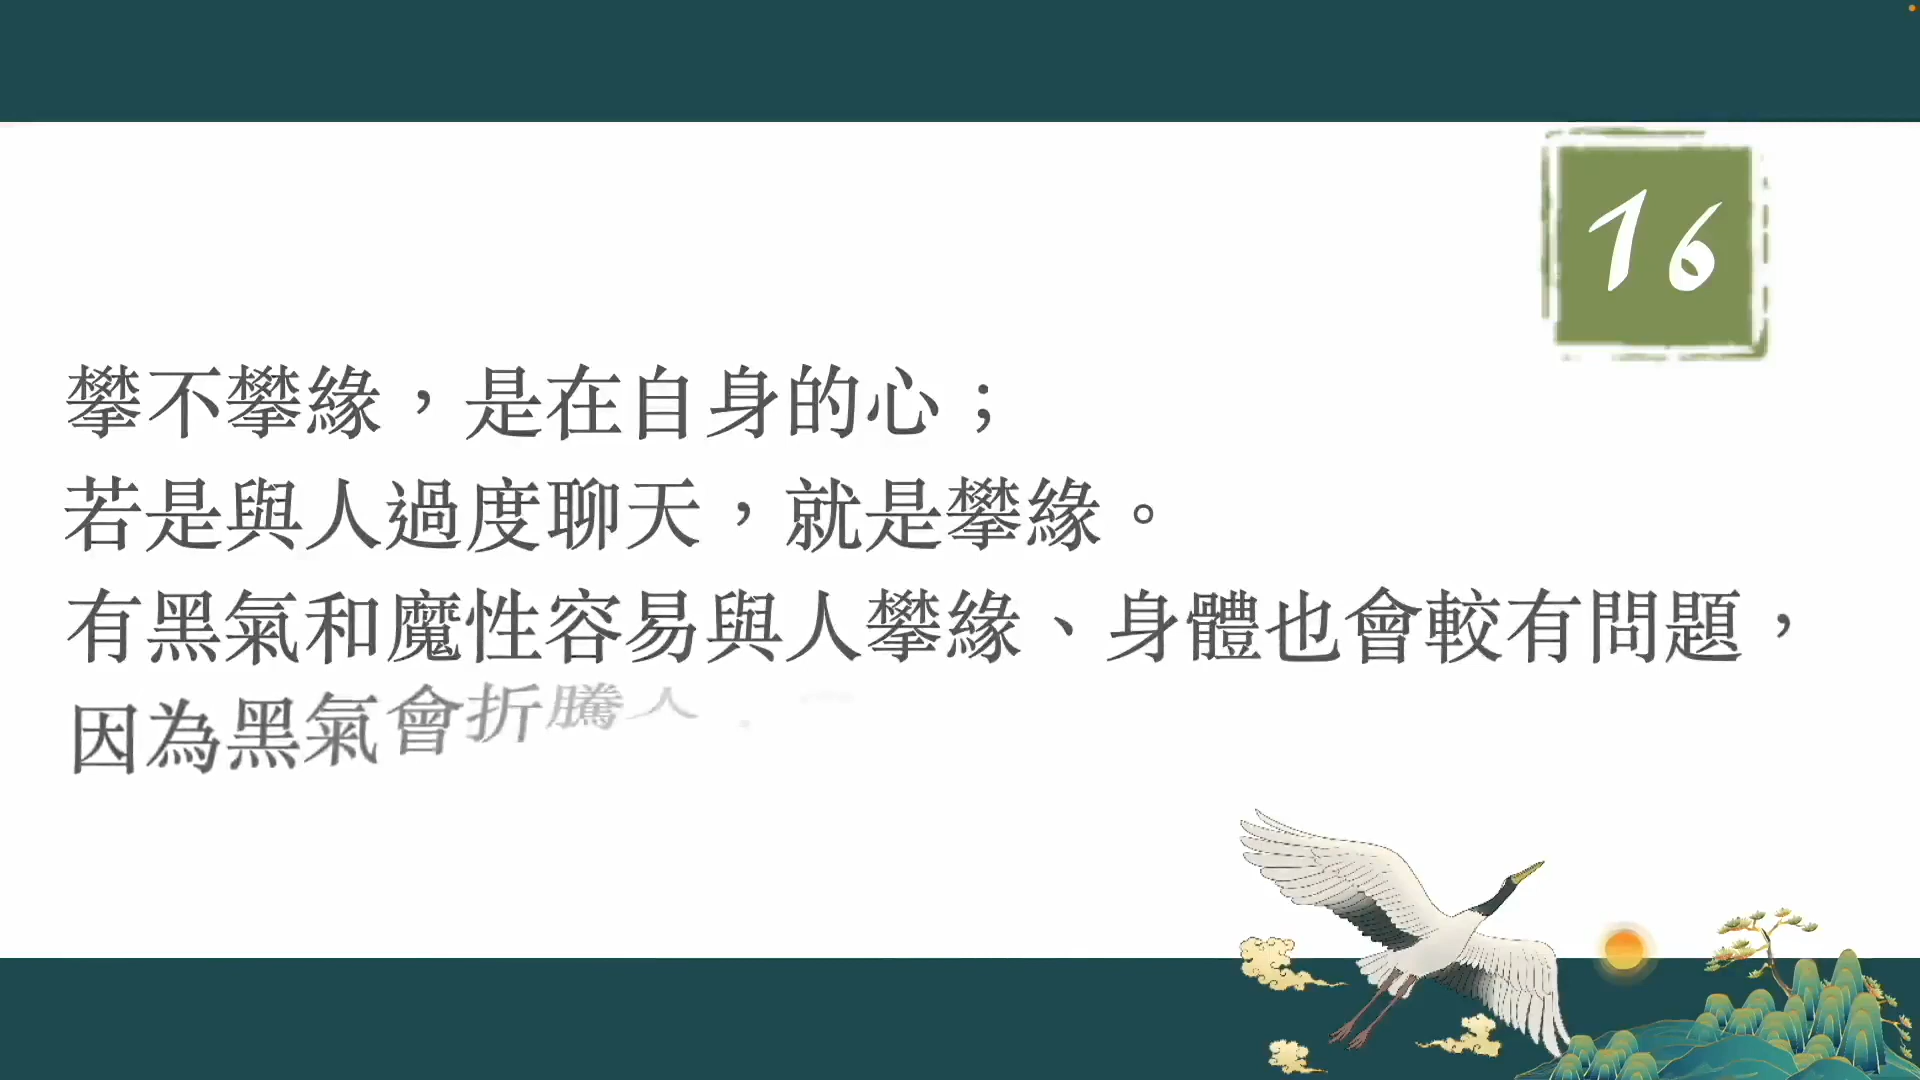 16
攀不攀緣，是在自身的心；
若是與人過度聊天，就是攀緣。
有黑氣和魔性容易與人攀緣、身體也會較有問題，
因為黑氣會折騰人